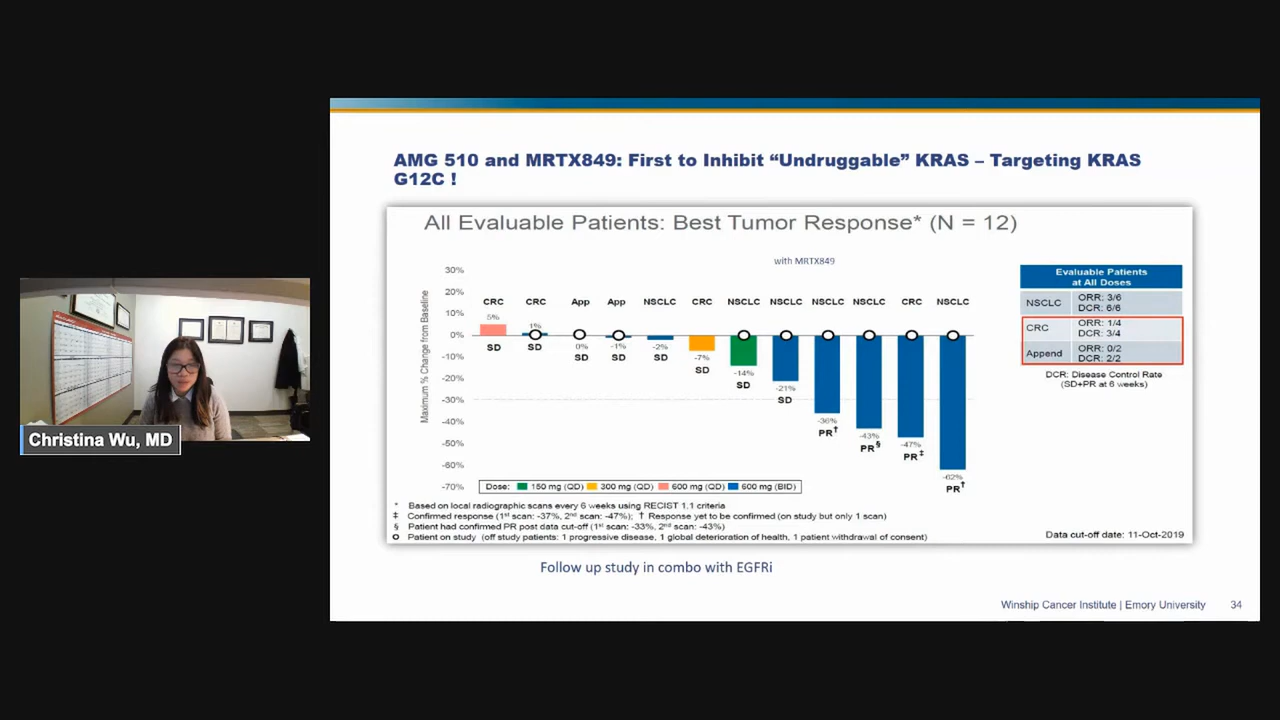 AMG 510 and MRTX849: First to Inhibit “Undruggable” KRAS – Targeting KRAS
G12C !
All Evaluable Patients: Best Tumor Response* (N = 12)
with MRTX849
Maximum % Change from Baseline
30%
20%
10%
0%
-10%
-20%
-30%
-40%
-50%
-60%
-70%
CRC CRC App App NSCLC CRC NSCLC NSCLC NSCLC NSCLC CRC NSCLC
5% 1% 0% -1% -2% -7% -14% -21% -36% -43% -47% -62%
SD SD SD SD SD SD SD SD PR† PR§ PR‡ PR†
Dose: 150 mg (QD) 300 mg (QD) 600 mg (QD) 600 mg (BID)
Evaluable Patients
at All Doses
NSCLC ORR: 3/6
DCR: 6/6
CRC ORR: 1/4
DCR: 3/4
Append ORR: 0/2
DCR: 2/2
DCR: Disease Control Rate
(SD+PR at 6 weeks)
* Based on local radiographic scans every 6 weeks using RECIST 1.1 criteria
‡ Confirmed response (1st scan: -37%, 2nd scan: -47%); † Response yet to be confirmed (on study but only 1 scan)
§ Patient had confirmed PR post data cut-off (1st scan: -33%, 2nd scan: -43%)
Patient on study (off study patients: 1 progressive disease, 1 global deterioration of health, 1 patient withdrawal of consent)
Data cut-off date: 11-Oct-2019
Follow up study in combo with EGFRi
Winship Cancer Institute | Emory University 34
Christina Wu, MD